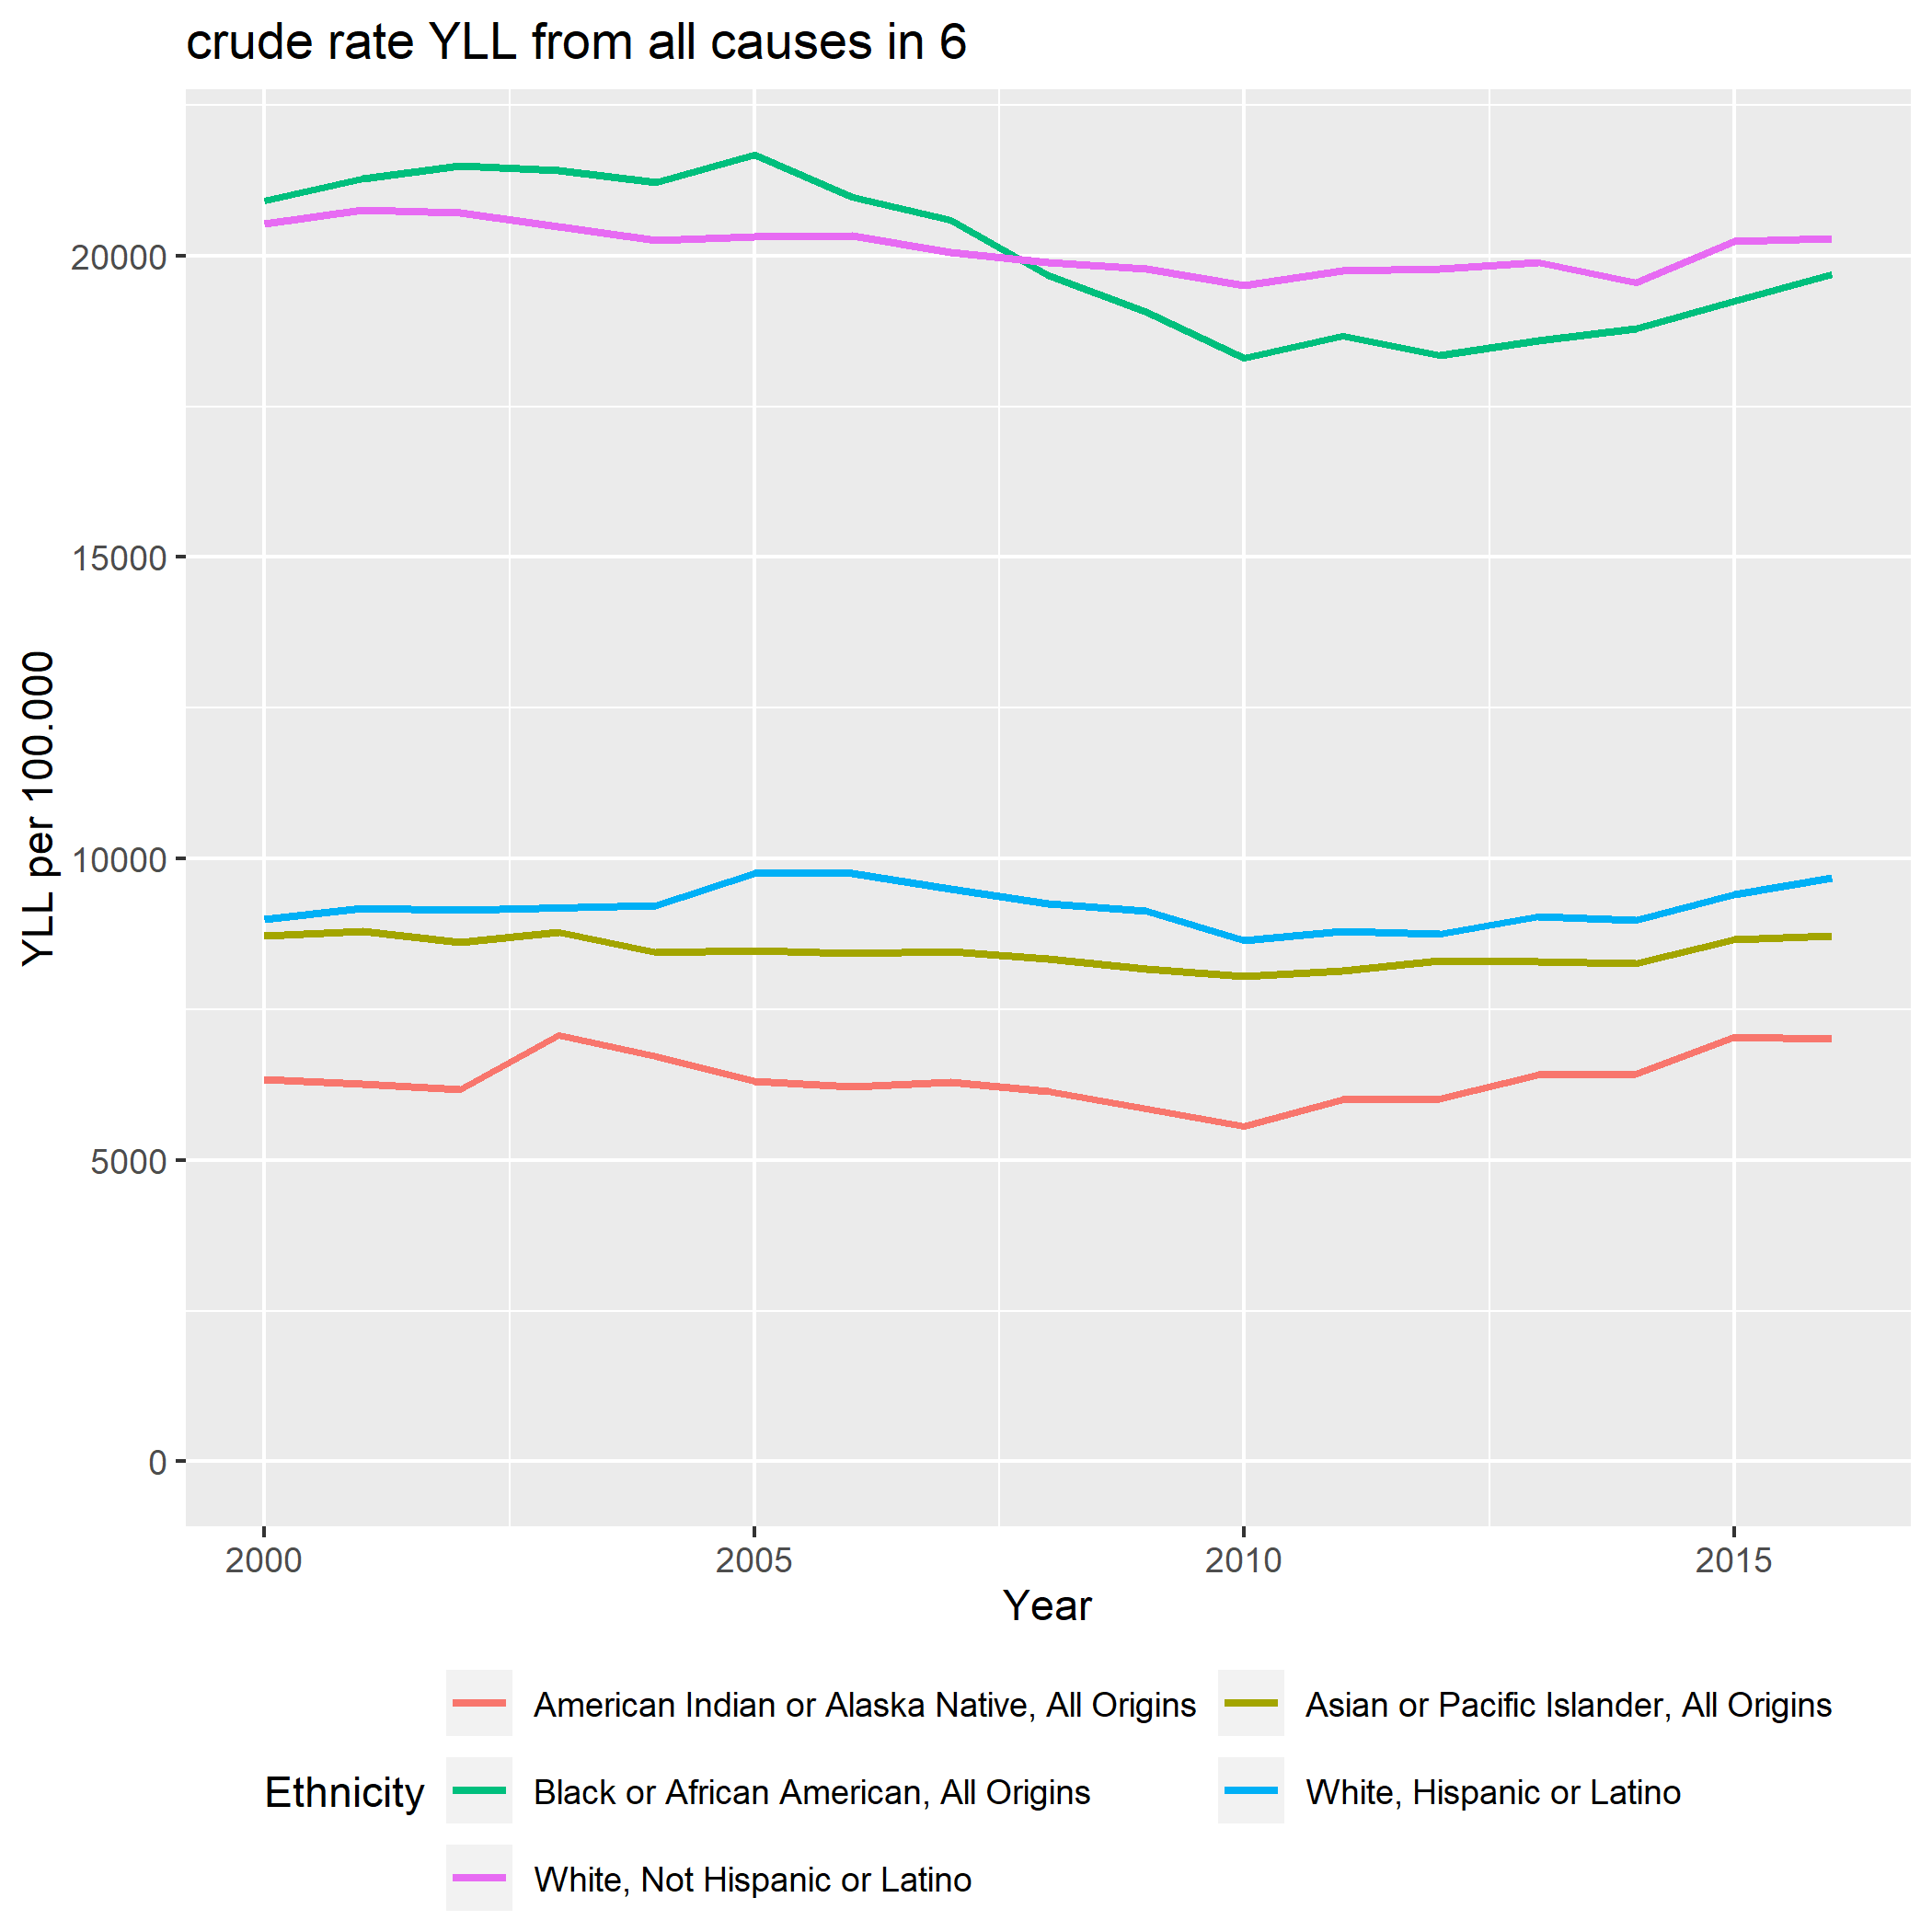 crude rate YLL from all causes in 6
YLL per 100.000
20000
15000
10000
5000
0
2000 2005 2010 2015
Year
Ethnicity
American Indian or Alaska Native, All Origins
Asian or Pacific Islander, All Origins
Black or African American, All Origins
White, Hispanic or Latino
White, Not Hispanic or Latino